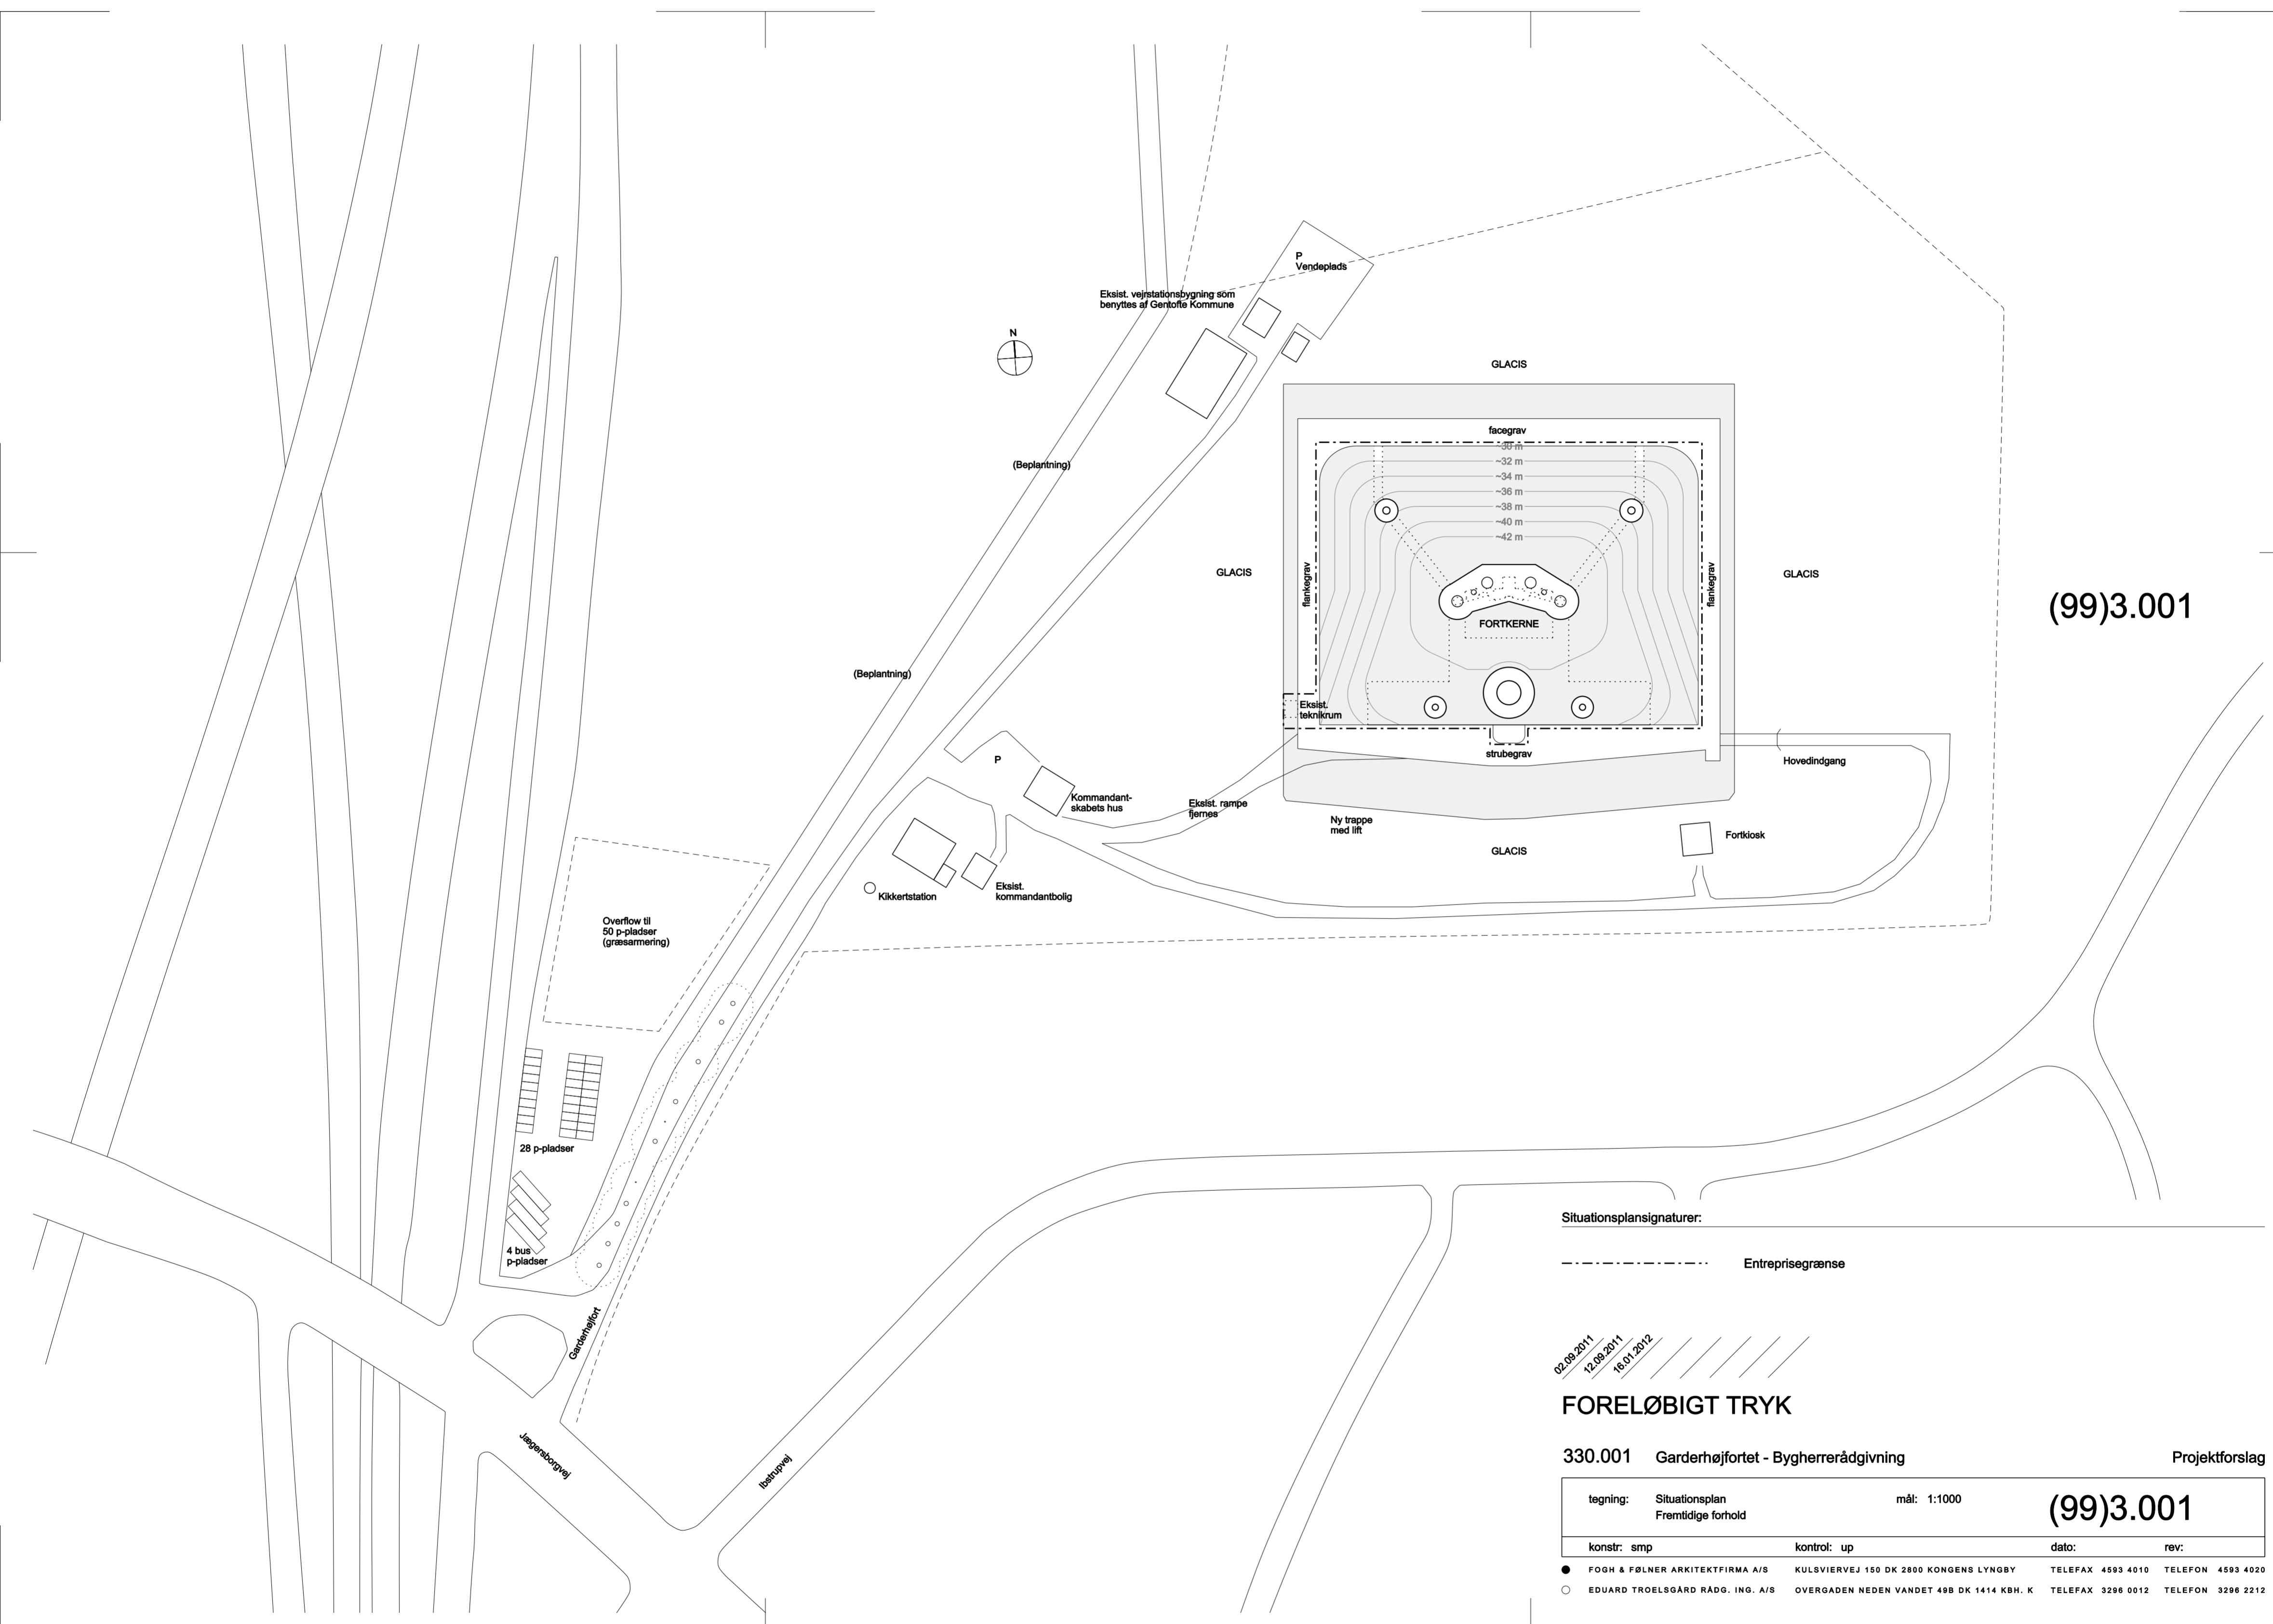 P
Vendeplads
Eksist. vejrstationsbygning som
benyttes af Gentofte Kommune
N
GLACIS
facegrav
~30 m
~32 m
~34 m
~36 m
~38 m
~40 m
~42 m
(Beplantning)
GLACIS
flankegrav
flankegrav
GLACIS
(99)3.001
FORTKERNE
(Beplantning)
Eksist.
teknikrum
strubegrav
Hovedindgang
P
Kommandant-
skabets hus
Eksist. rampe
fjernes
Ny trappe
med lift
Fortkiosk
GLACIS
Eksist.
kommandantbolig
Kikkertstation
Overflow til
50 p-pladser
(græsarmering)
28 p-pladser
4 bus
p-pladser
Garderhøjfort
Jægersborgvej
Ibstrupvej
Situationsplansignaturer:
Entreprisegrænse
02.09.2011
12.09.2011
16.01.2012
FORELØBIGT TRYK
330.001 Garderhøjfortet - Bygherrerådgivning Projektforslag
tegning: Situationsplan mål: 1:1000 (99)3.001
Fremtidige forhold
konstr: smp kontrol: up dato: rev:
FOGH & FØLNER ARKITEKTFIRMA A/S KULSVIERVEJ 150 DK 2800 KONGENS LYNGBY TELEFAX 4593 4010 TELEFON 4593 4020
EDUARD TROELSGÅRD RÅDG. ING. A/S OVERGADEN NEDEN VANDET 49B DK 1414 KBH. K TELEFAX 3296 0012 TELEFON 3296 2212